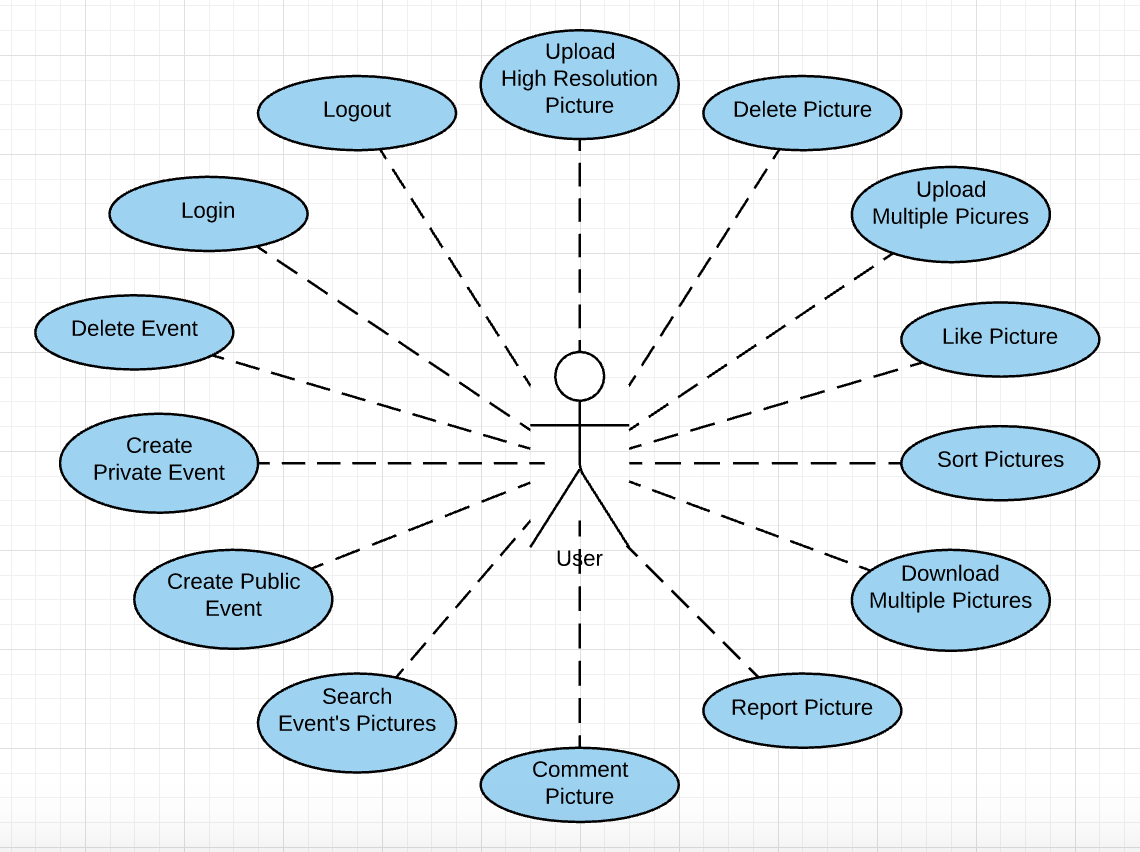 Upload
High Resolution
Picture
Logout
Delete Picture
Login
Upload
Multiple Picures
Delete Event
Like Picture
Create
Private Event
Sort Pictures
User
Create Public
Event
Download
Multiple Pictures
Search
Event's Pictures
Report Picture
Comment
Picture